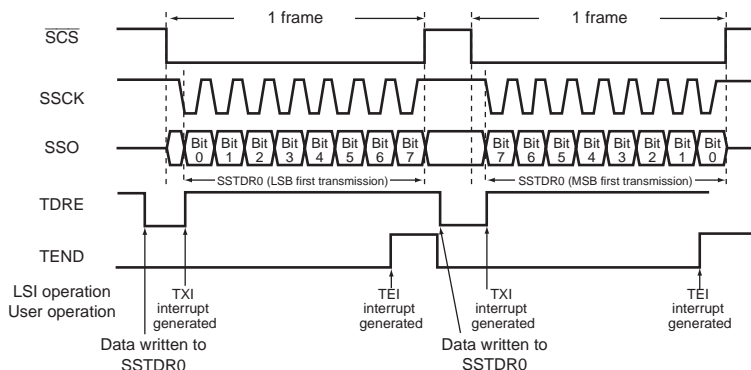 1 frame
1 frame
SCS
SSCK
SSO
Bit 0
Bit 1
Bit 2
Bit 3
Bit 4
Bit 5
Bit 6
Bit 7
Bit 7
Bit 6
Bit 5
Bit 4
Bit 3
Bit 2
Bit 1
Bit 0
SSTDR0 (LSB first transmission)
SSTDR0 (MSB first transmission)
TDRE
TEND
LSI operation
User operation
TXI
interrupt
generated
TEI
interrupt
generated
TXI
interrupt
generated
TEI
interrupt
generated
Data written to
SSTDR0
Data written to
SSTDR0